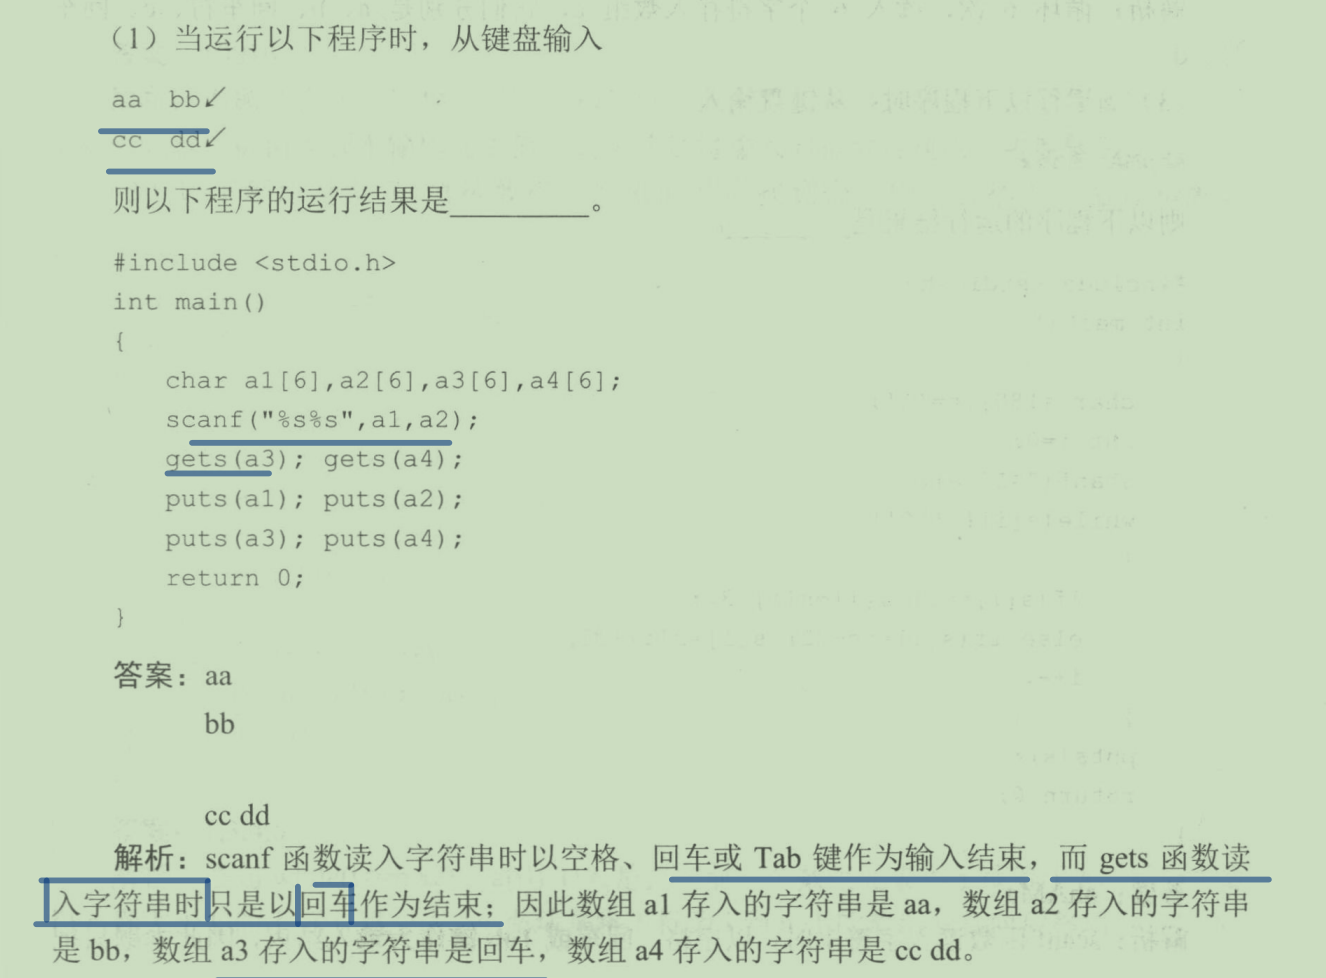 （1）当运行以下程序时，从键盘输入
aa bb↙
cc dd↙
则以下程序的运行结果是________。
#include <stdio.h>
int main()
{
char a1[6],a2[6],a3[6],a4[6];
scanf("%s%s",a1,a2);
gets(a3); gets(a4);
puts(a1); puts(a2);
puts(a3); puts(a4);
return 0;
}
答案：aa
bb
cc dd
解析：scanf 函数读入字符串时以空格、回车或 Tab 键作为输入结束，而 gets 函数读
入字符串时只是以回车作为结束；因此数组 a1 存入的字符串是 aa，数组 a2 存入的字符串
是 bb，数组 a3 存入的字符串是回车，数组 a4 存入的字符串是 cc dd。